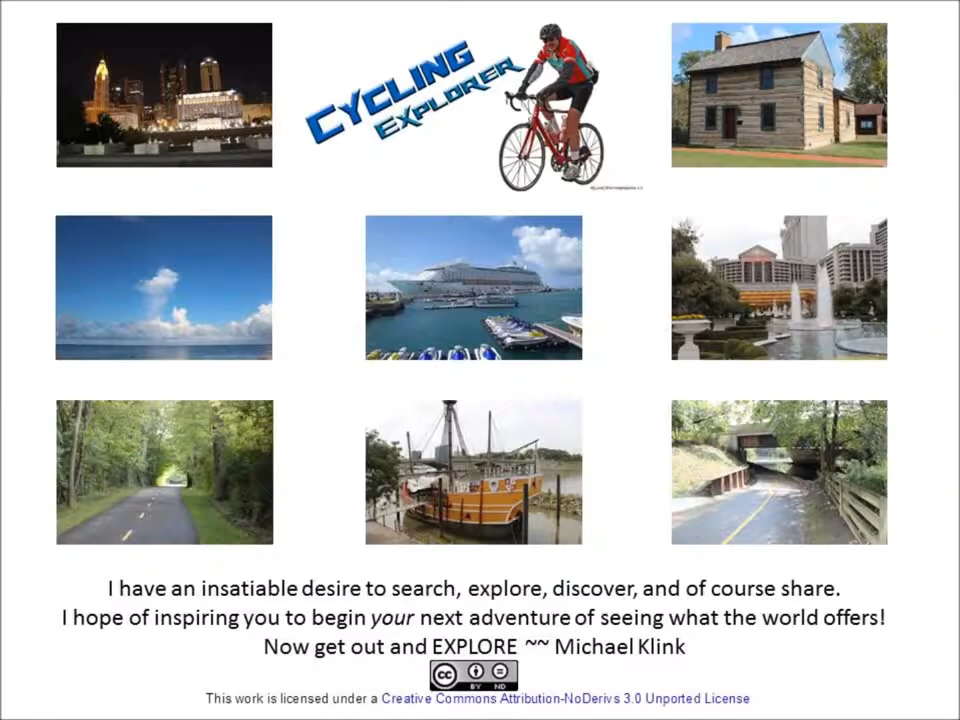 CYCLING
EXPLORER
I have an insatiable desire to search, explore, discover, and of course share.
I hope of inspiring you to begin your next adventure of seeing what the world offers!
Now get out and EXPLORE ~~ Michael Klink
cc BY ND
This work is licensed under a Creative Commons Attribution-NoDerivs 3.0 Unported License